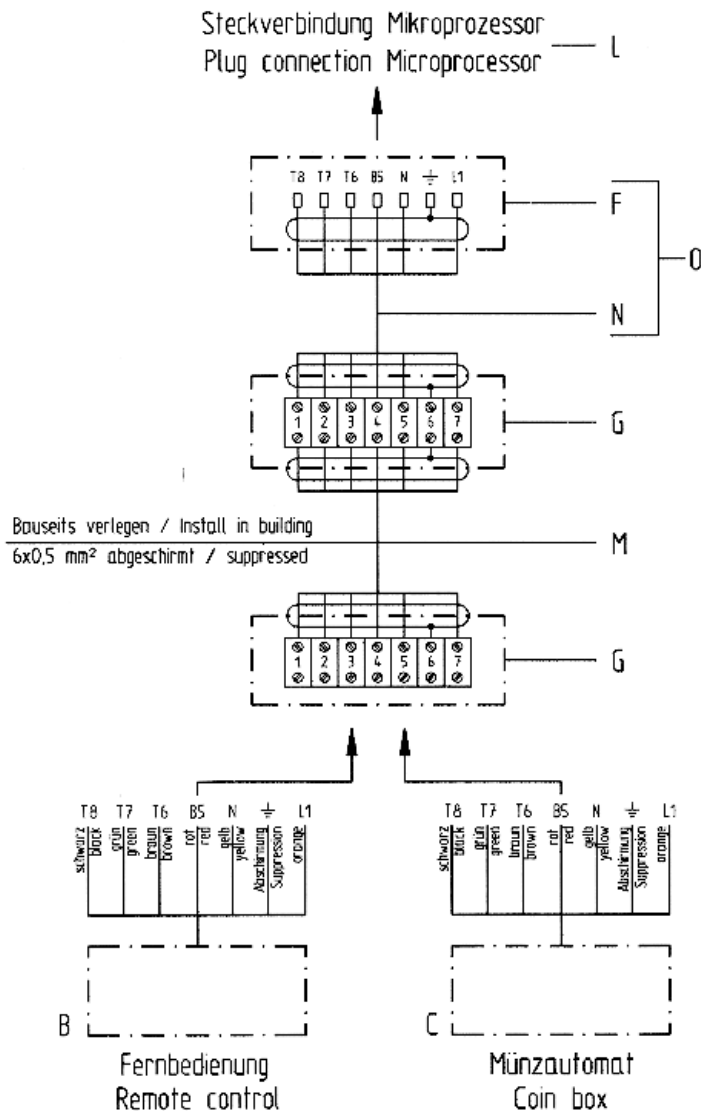 Steckverbindung Mikroprozessor
Plug connection Microprocessor
L
T8 T7 T6 BS N L1
F
O
N
1 2 3 4 5 6 7
G
Bauseits verlegen / Install in building
6x0,5 mm² abgeschirmt / suppressed
M
1 2 3 4 5 6 7
G
T8 T7 T6 BS N L1
schwarz black grün green braun brown rot red gelb yellow Abschirmung Suppression orange
T8 T7 T6 BS N L1
schwarz black grün green braun brown rot red gelb yellow Abschirmung Suppression orange
B
C
Fernbedienung
Remote control
Münzautomat
Coin box